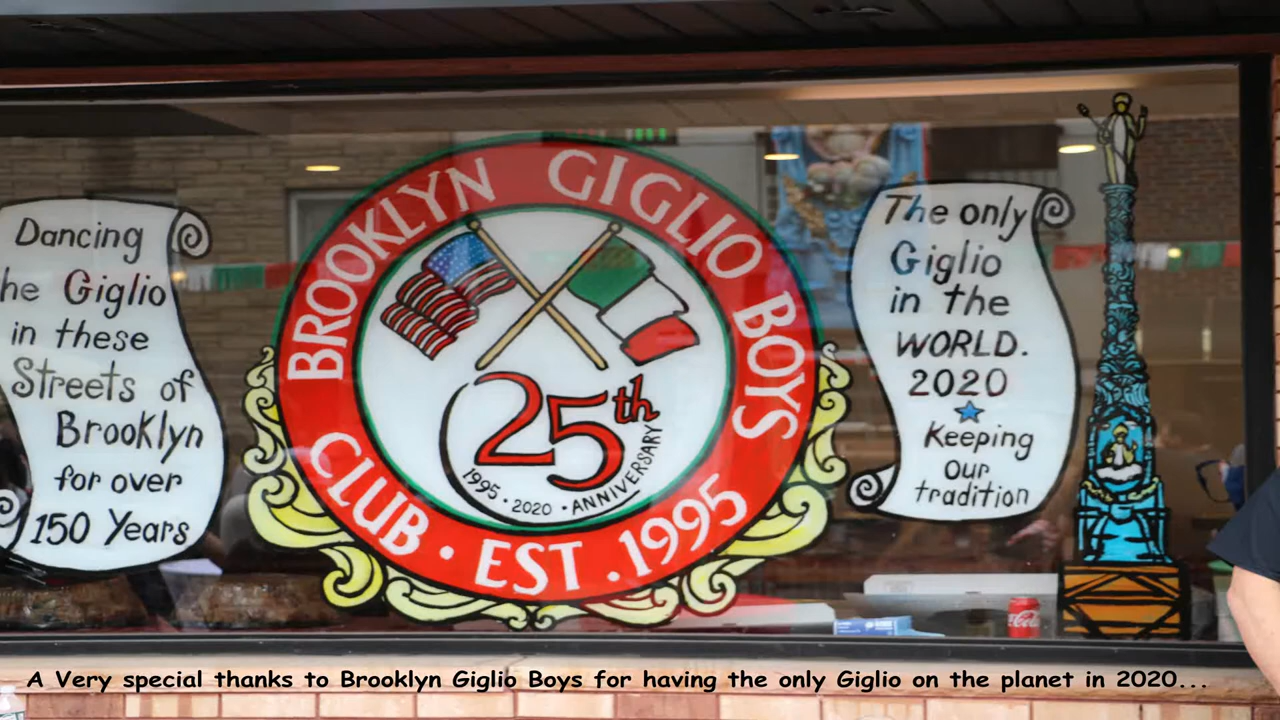 Dancing
he Giglio
in these
Streets of
Brooklyn
for over
150 Years
BROOKLYN GIGLIO BOYS
CLUB · EST. 1995
25th
1995 · 2020 · ANNIVERSARY
The only
Giglio
in the
WORLD.
2020
Keeping
Our
tradition
Coca-Cola
A Very special thanks to Brooklyn Giglio Boys for having the only Giglio on the planet in 2020...